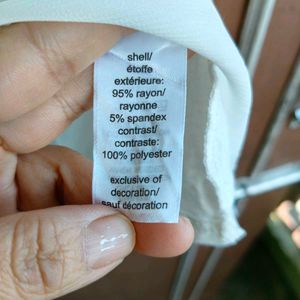 shell/
étoffe
extérieure:
95% rayon/
rayonne
5% spandex
contrast/
contraste:
100% polyester
exclusive of
decoration/
sauf décoration